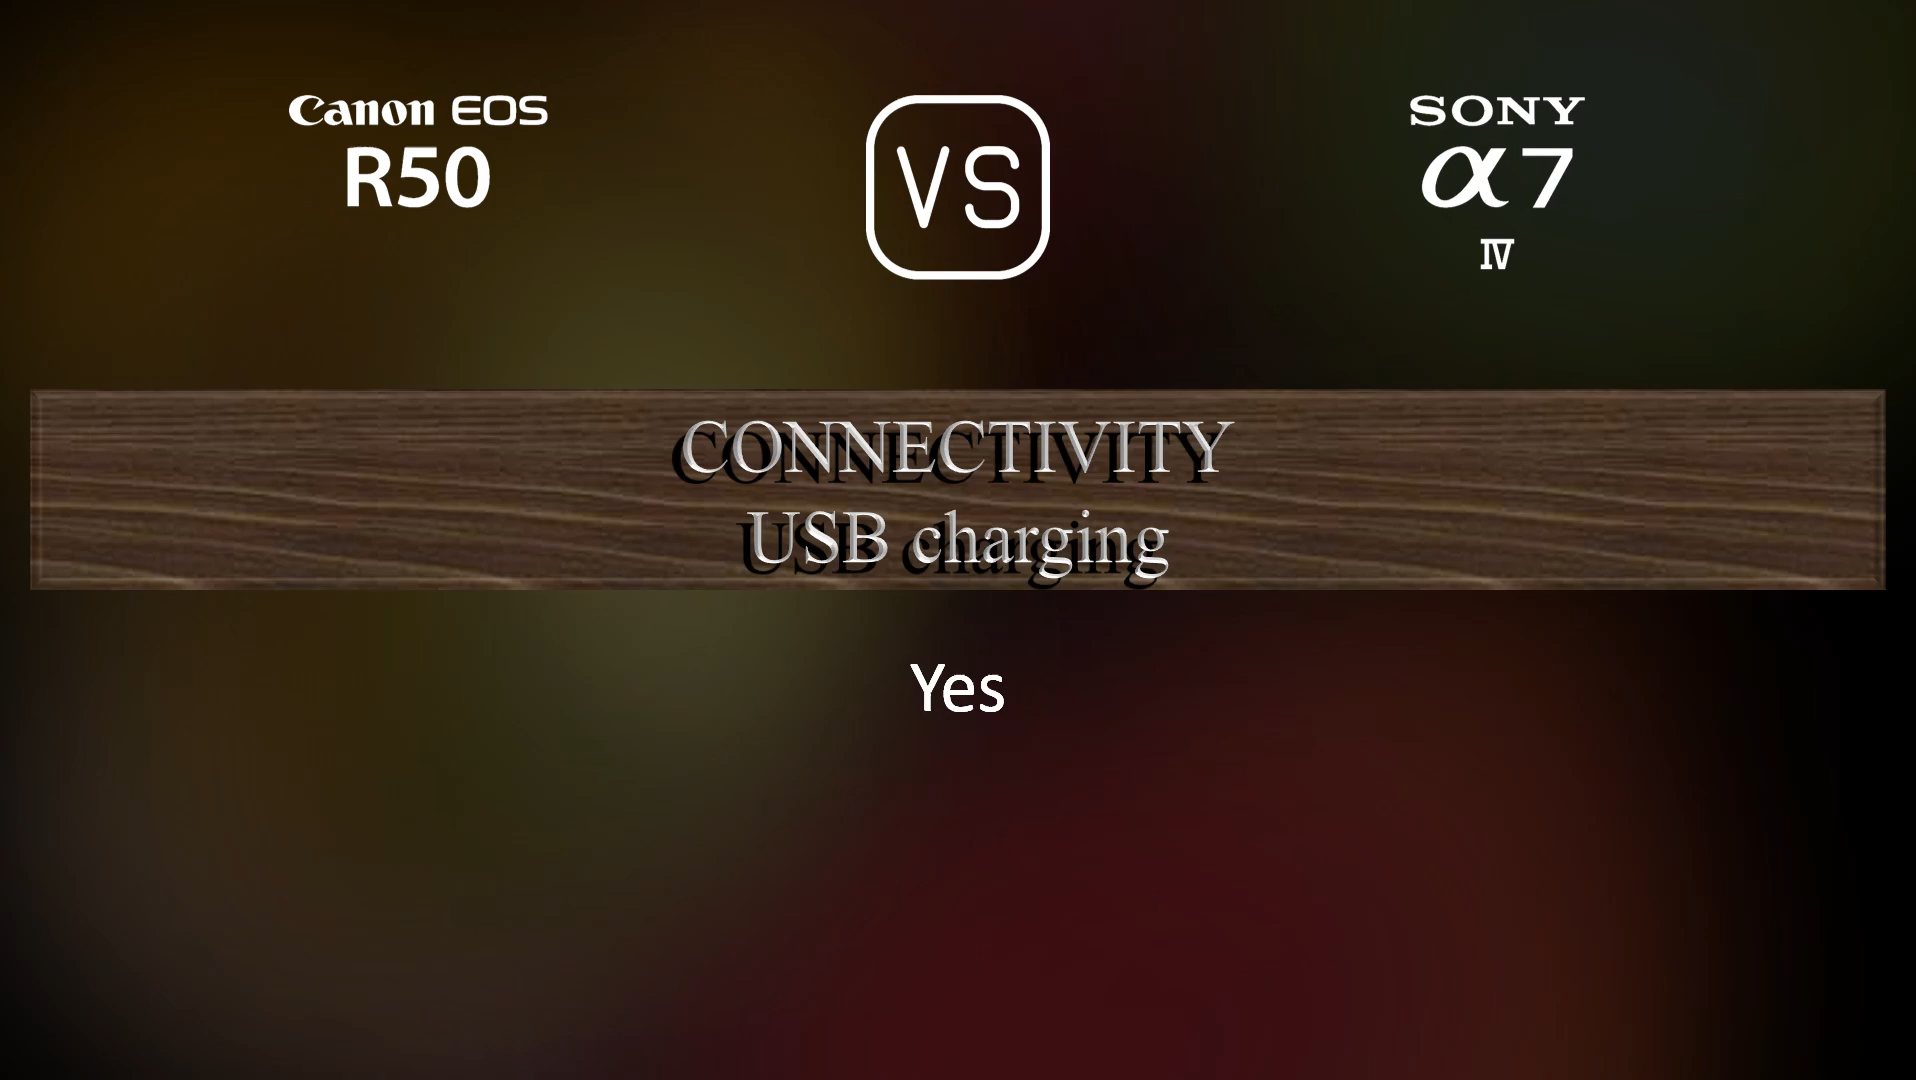 Canon EOS
R50
VS
SONY
α7
IV
CONNECTIVITY
USB charging
Yes